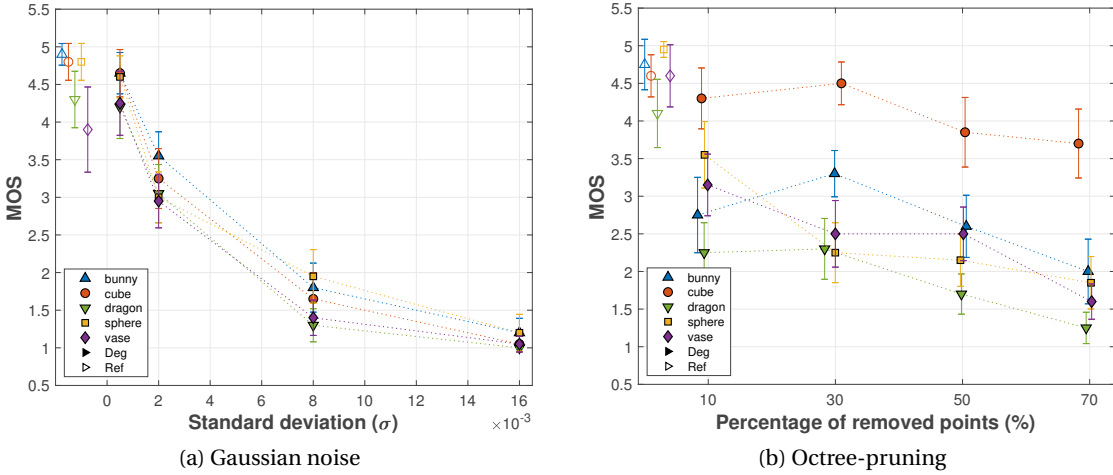 5.5
5
4.5
4
3.5
3
2.5
2
1.5
1
0.5
MOS
bunny
cube
dragon
sphere
vase
Deg
Ref
0 2 4 6 8 10 12 14 16
Standard deviation (σ)
×10⁻³
(a) Gaussian noise
5.5
5
4.5
4
3.5
3
2.5
2
1.5
1
0.5
MOS
bunny
cube
dragon
sphere
vase
Deg
Ref
10 30 50 70
Percentage of removed points (%)
(b) Octree-pruning